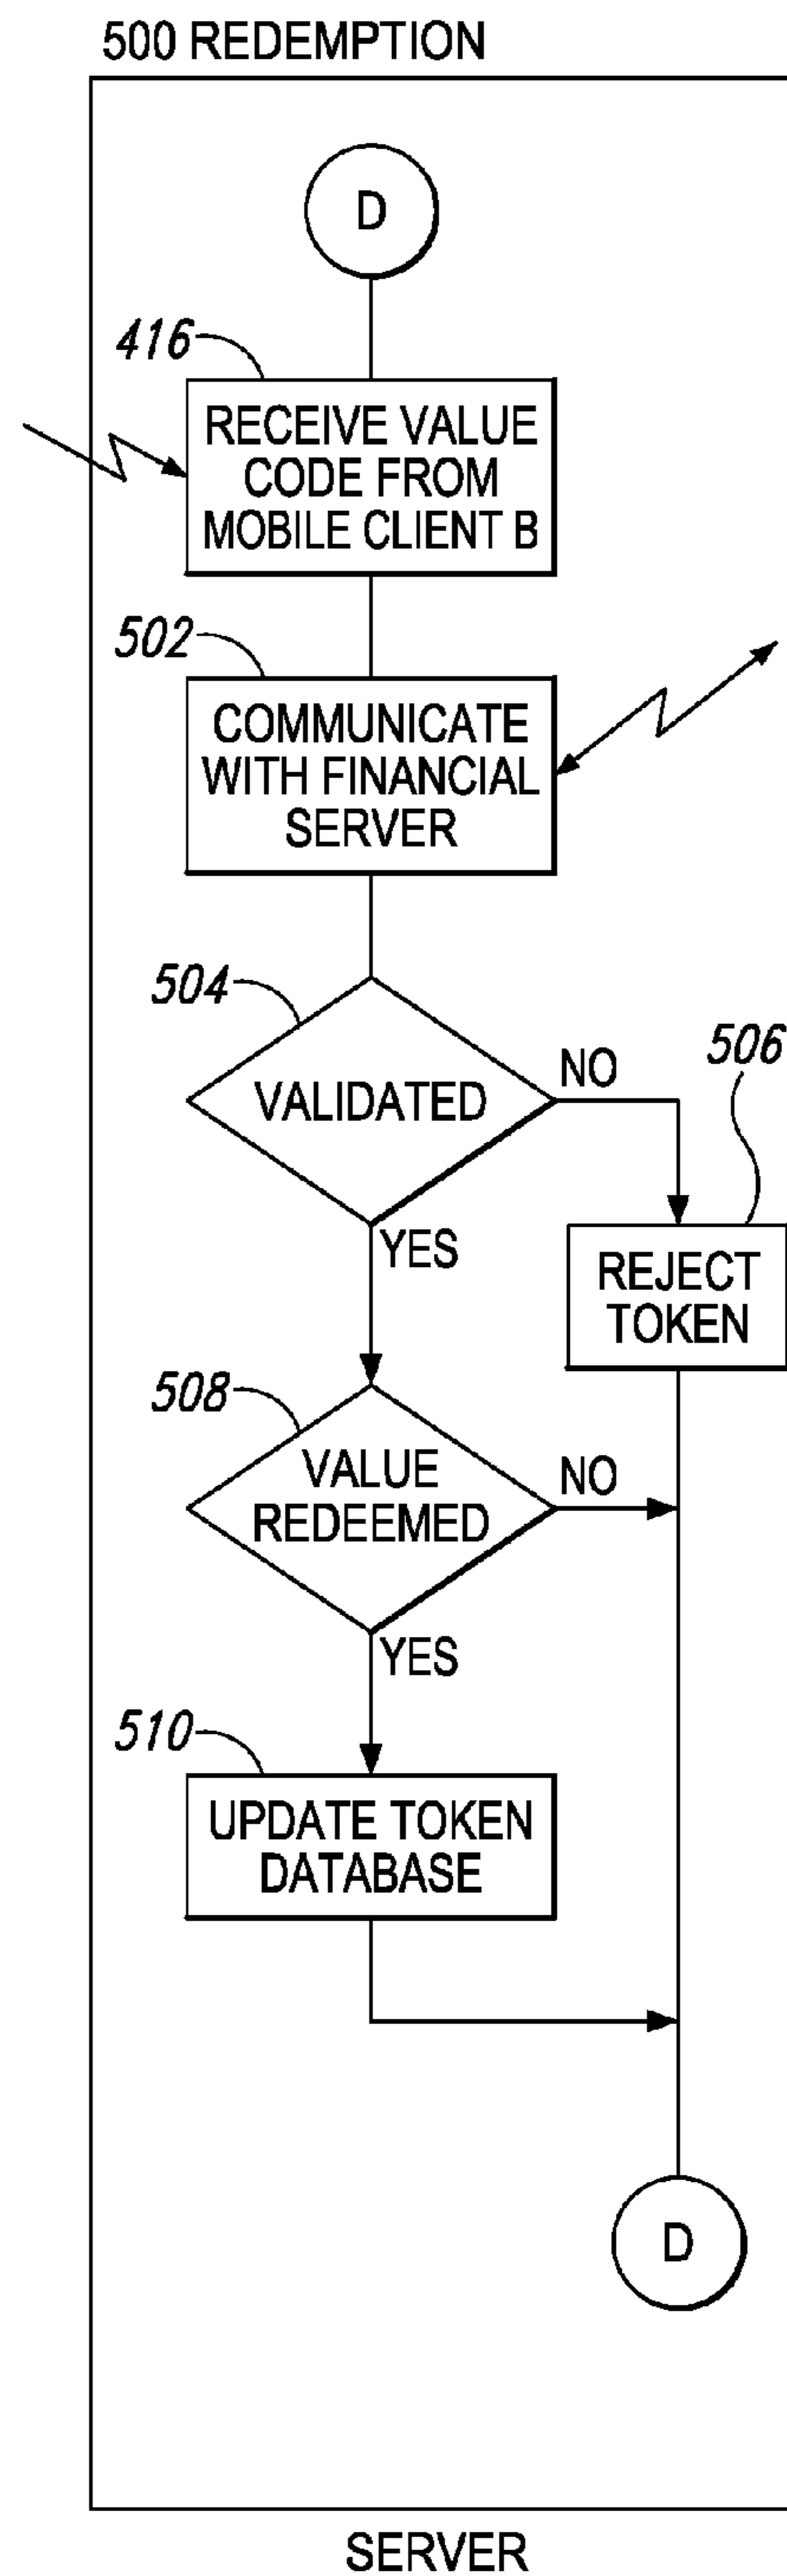 500 REDEMPTION
D
416
RECEIVE VALUE
CODE FROM
MOBILE CLIENT B
502
COMMUNICATE
WITH FINANCIAL
SERVER
504
VALIDATED
NO
506
YES
REJECT
TOKEN
508
VALUE
REDEEMED
NO
YES
510
UPDATE TOKEN
DATABASE
D
SERVER